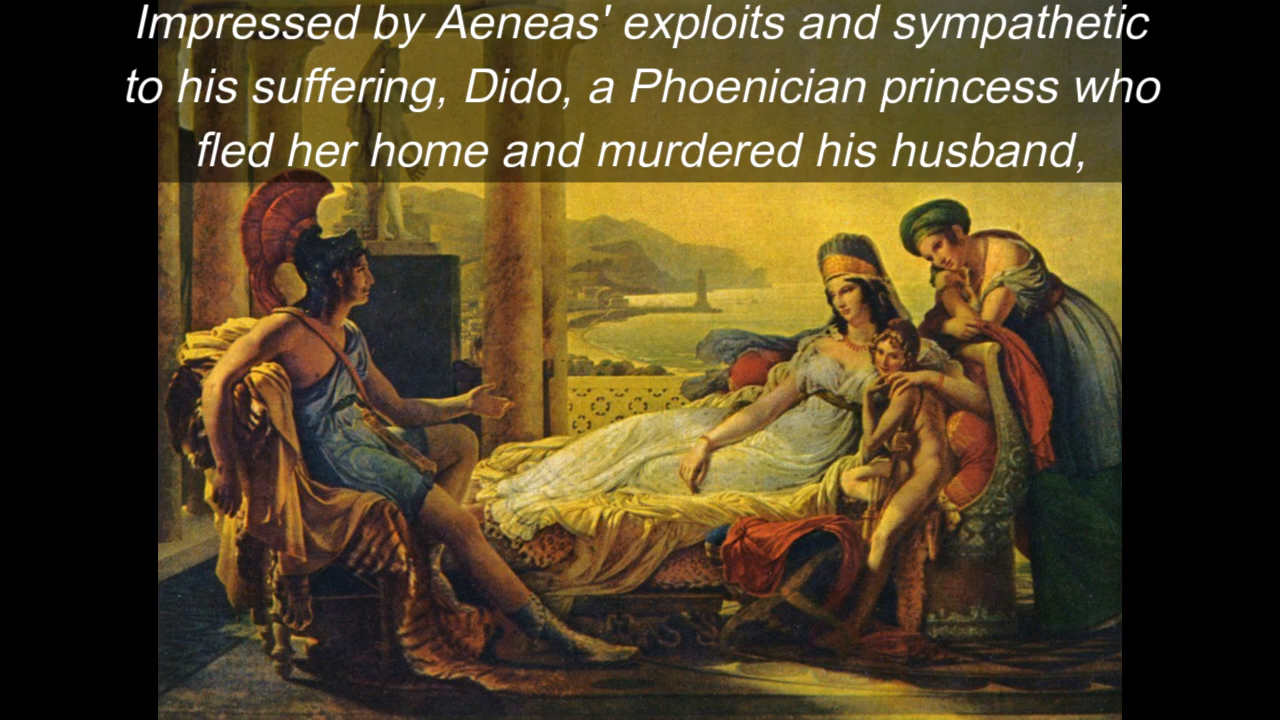 Impressed by Aeneas' exploits and sympathetic
to his suffering, Dido, a Phoenician princess who
fled her home and murdered his husband,